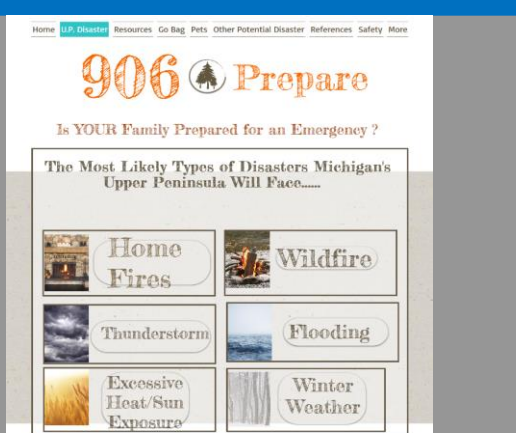 Home U.P. Disaster Resources Go Bag Pets Other Potential Disaster References Safety More
906 Prepare
Is YOUR Family Prepared for an Emergency ?
The Most Likely Types of Disasters Michigan's
Upper Peninsula Will Face......
Home
Fires
Wildfire
Thunderstorm
Flooding
Excessive
Heat/Sun
Exposure
Winter
Weather